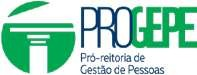 PROGEPE
Pró-reitoria de
Gestão de Pessoas